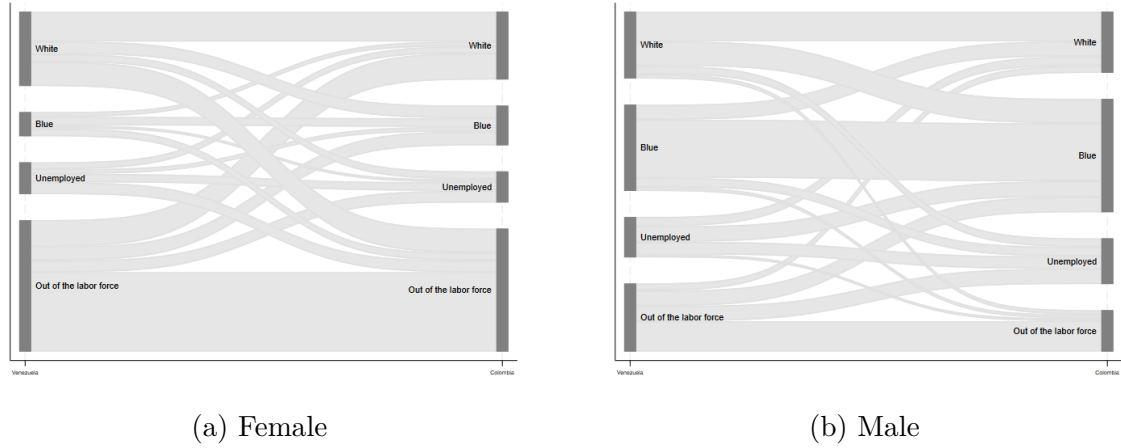 White
Blue
Unemployed
Out of the labor force
White
Blue
Unemployed
Out of the labor force
Venezuela
Colombia
(a) Female
White
Blue
Unemployed
Out of the labor force
White
Blue
Unemployed
Out of the labor force
Venezuela
Colombia
(b) Male